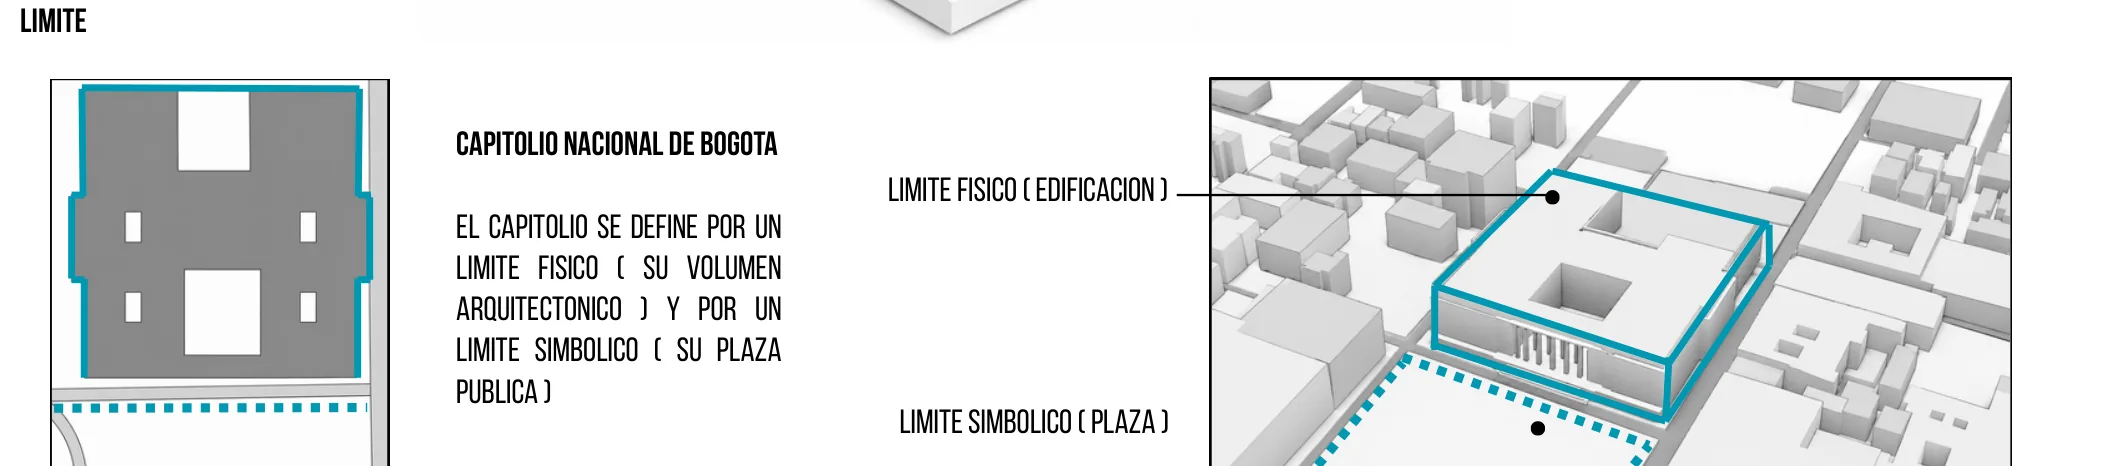 LIMITE
CAPITOLIO NACIONAL DE BOGOTA
EL CAPITOLIO SE DEFINE POR UN
LIMITE FISICO ( SU VOLUMEN
ARQUITECTONICO ) Y POR UN
LIMITE SIMBOLICO ( SU PLAZA
PUBLICA )
LIMITE FISICO ( EDIFICACION )
LIMITE SIMBOLICO ( PLAZA )